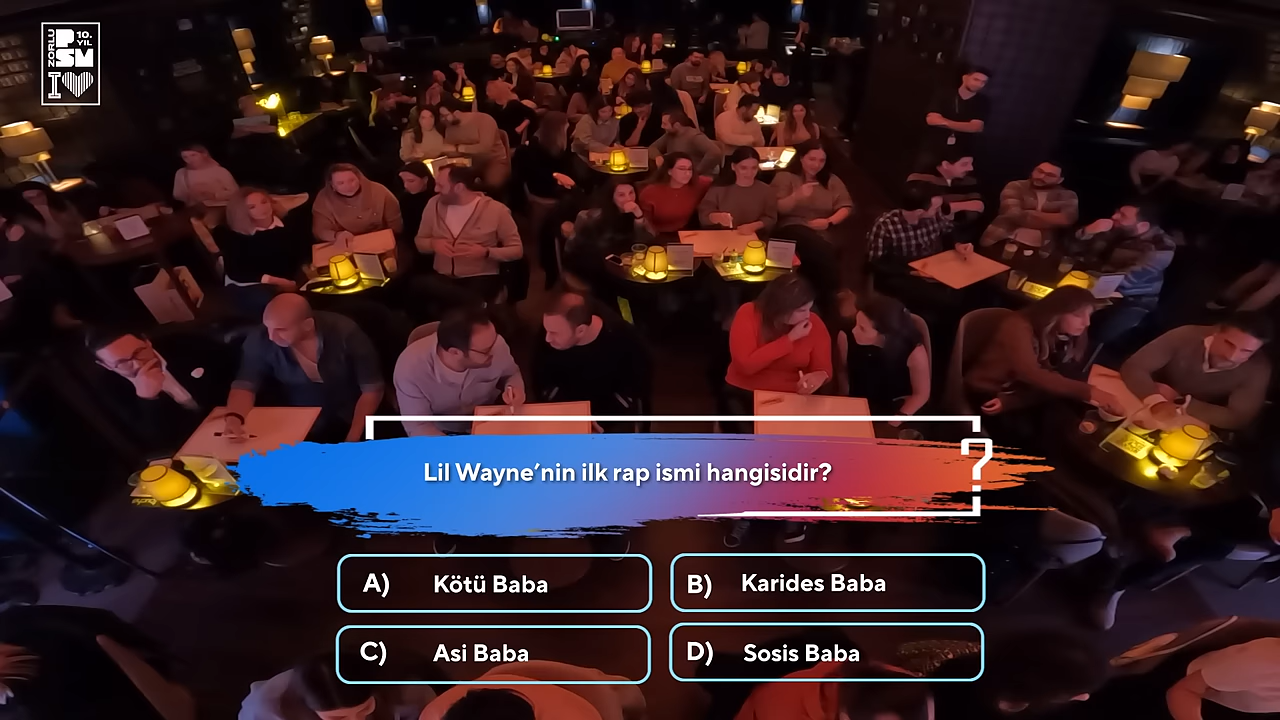 ZORLU
PSM
10.
YIL
I
Lil Wayne'nin ilk rap ismi hangisidir?
?
A) Kötü Baba
B) Karides Baba
C) Asi Baba
D) Sosis Baba